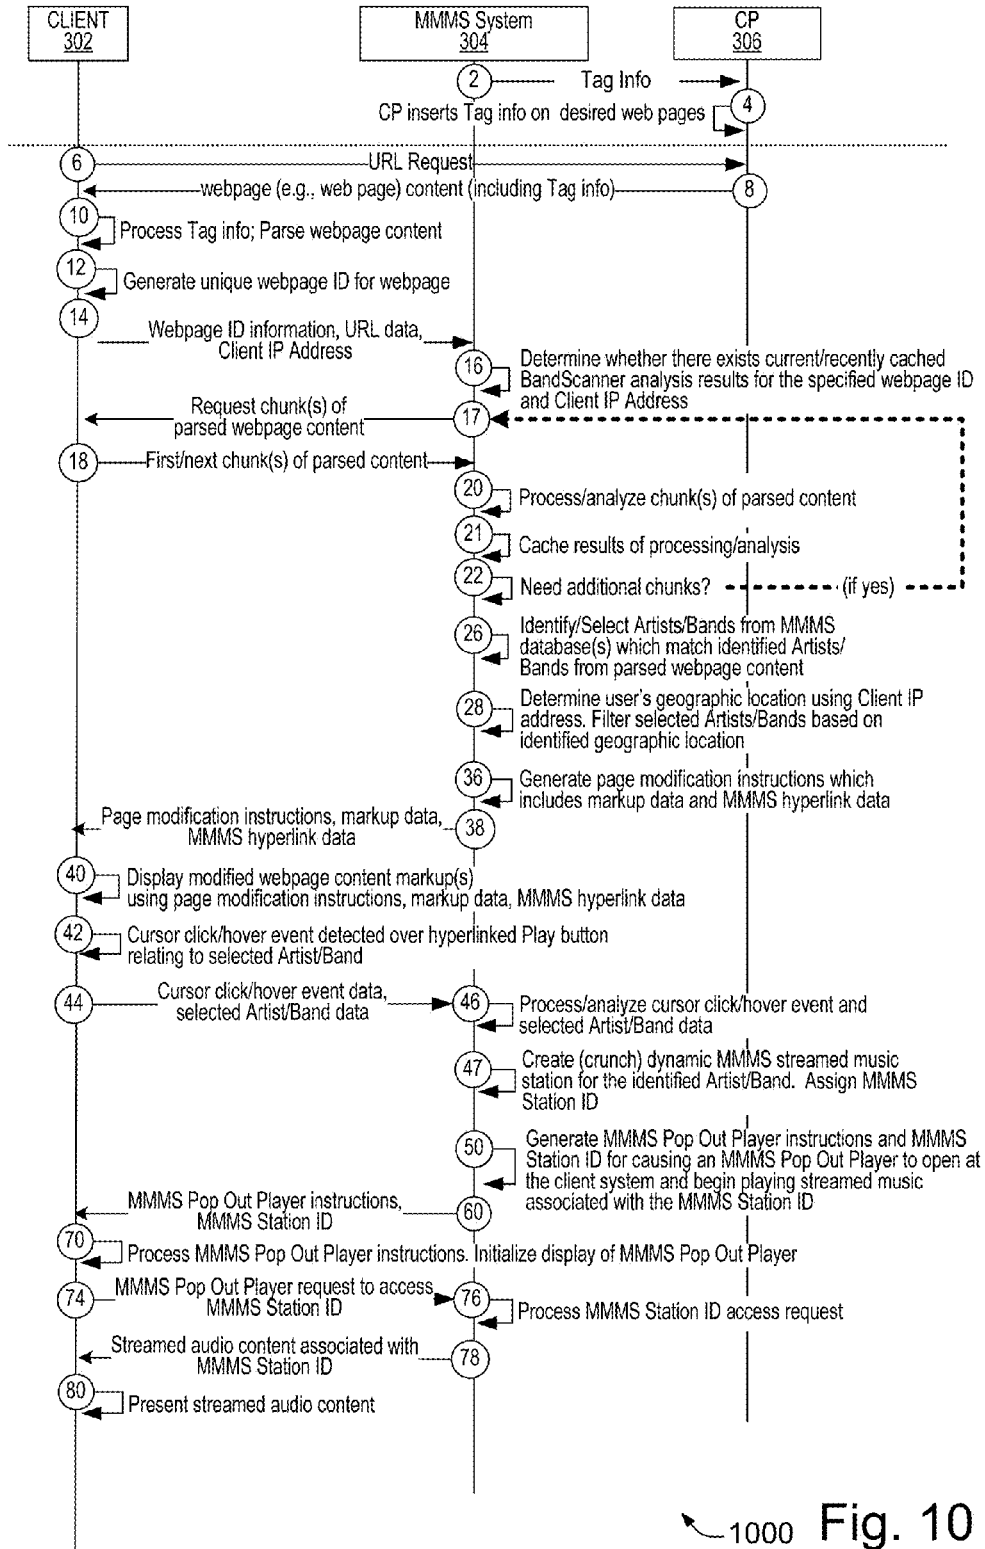 CLIENT
302
MMMS System
304
CP
306
2
Tag Info
4
CP inserts Tag info on desired web pages
6
URL Request
webpage (e.g., web page) content (including Tag info)
8
10
Process Tag info; Parse webpage content
12
Generate unique webpage ID for webpage
14
Webpage ID information, URL data,
Client IP Address
16
Determine whether there exists current/recently cached
BandScanner analysis results for the specified webpage ID
and Client IP Address
Request chunk(s) of
parsed webpage content
17
18
First/next chunk(s) of parsed content
20
Process/analyze chunk(s) of parsed content
21
Cache results of processing/analysis
22
Need additional chunks?
(if yes)
26
Identify/Select Artists/Bands from MMMS
database(s) which match identified Artists/
Bands from parsed webpage content
28
Determine user's geographic location using Client IP
address. Filter selected Artists/Bands based on
identified geographic location
36
Generate page modification instructions which
includes markup data and MMMS hyperlink data
Page modification instructions, markup data,
MMMS hyperlink data
38
40
Display modified webpage content markup(s)
using page modification instructions, markup data, MMMS hyperlink data
42
Cursor click/hover event detected over hyperlinked Play button
relating to selected Artist/Band
44
Cursor click/hover event data,
selected Artist/Band data
46
Process/analyze cursor click/hover event and
selected Artist/Band data
47
Create (crunch) dynamic MMMS streamed music
station for the identified Artist/Band. Assign MMMS
Station ID
50
Generate MMMS Pop Out Player instructions and MMMS
Station ID for causing an MMMS Pop Out Player to open at
the client system and begin playing streamed music
associated with the MMMS Station ID
MMMS Pop Out Player instructions,
MMMS Station ID
60
70
Process MMMS Pop Out Player instructions. Initialize display of MMMS Pop Out Player
74
MMMS Pop Out Player request to access
MMMS Station ID
76
Process MMMS Station ID access request
Streamed audio content associated with
MMMS Station ID
78
80
Present streamed audio content
1000
Fig. 10